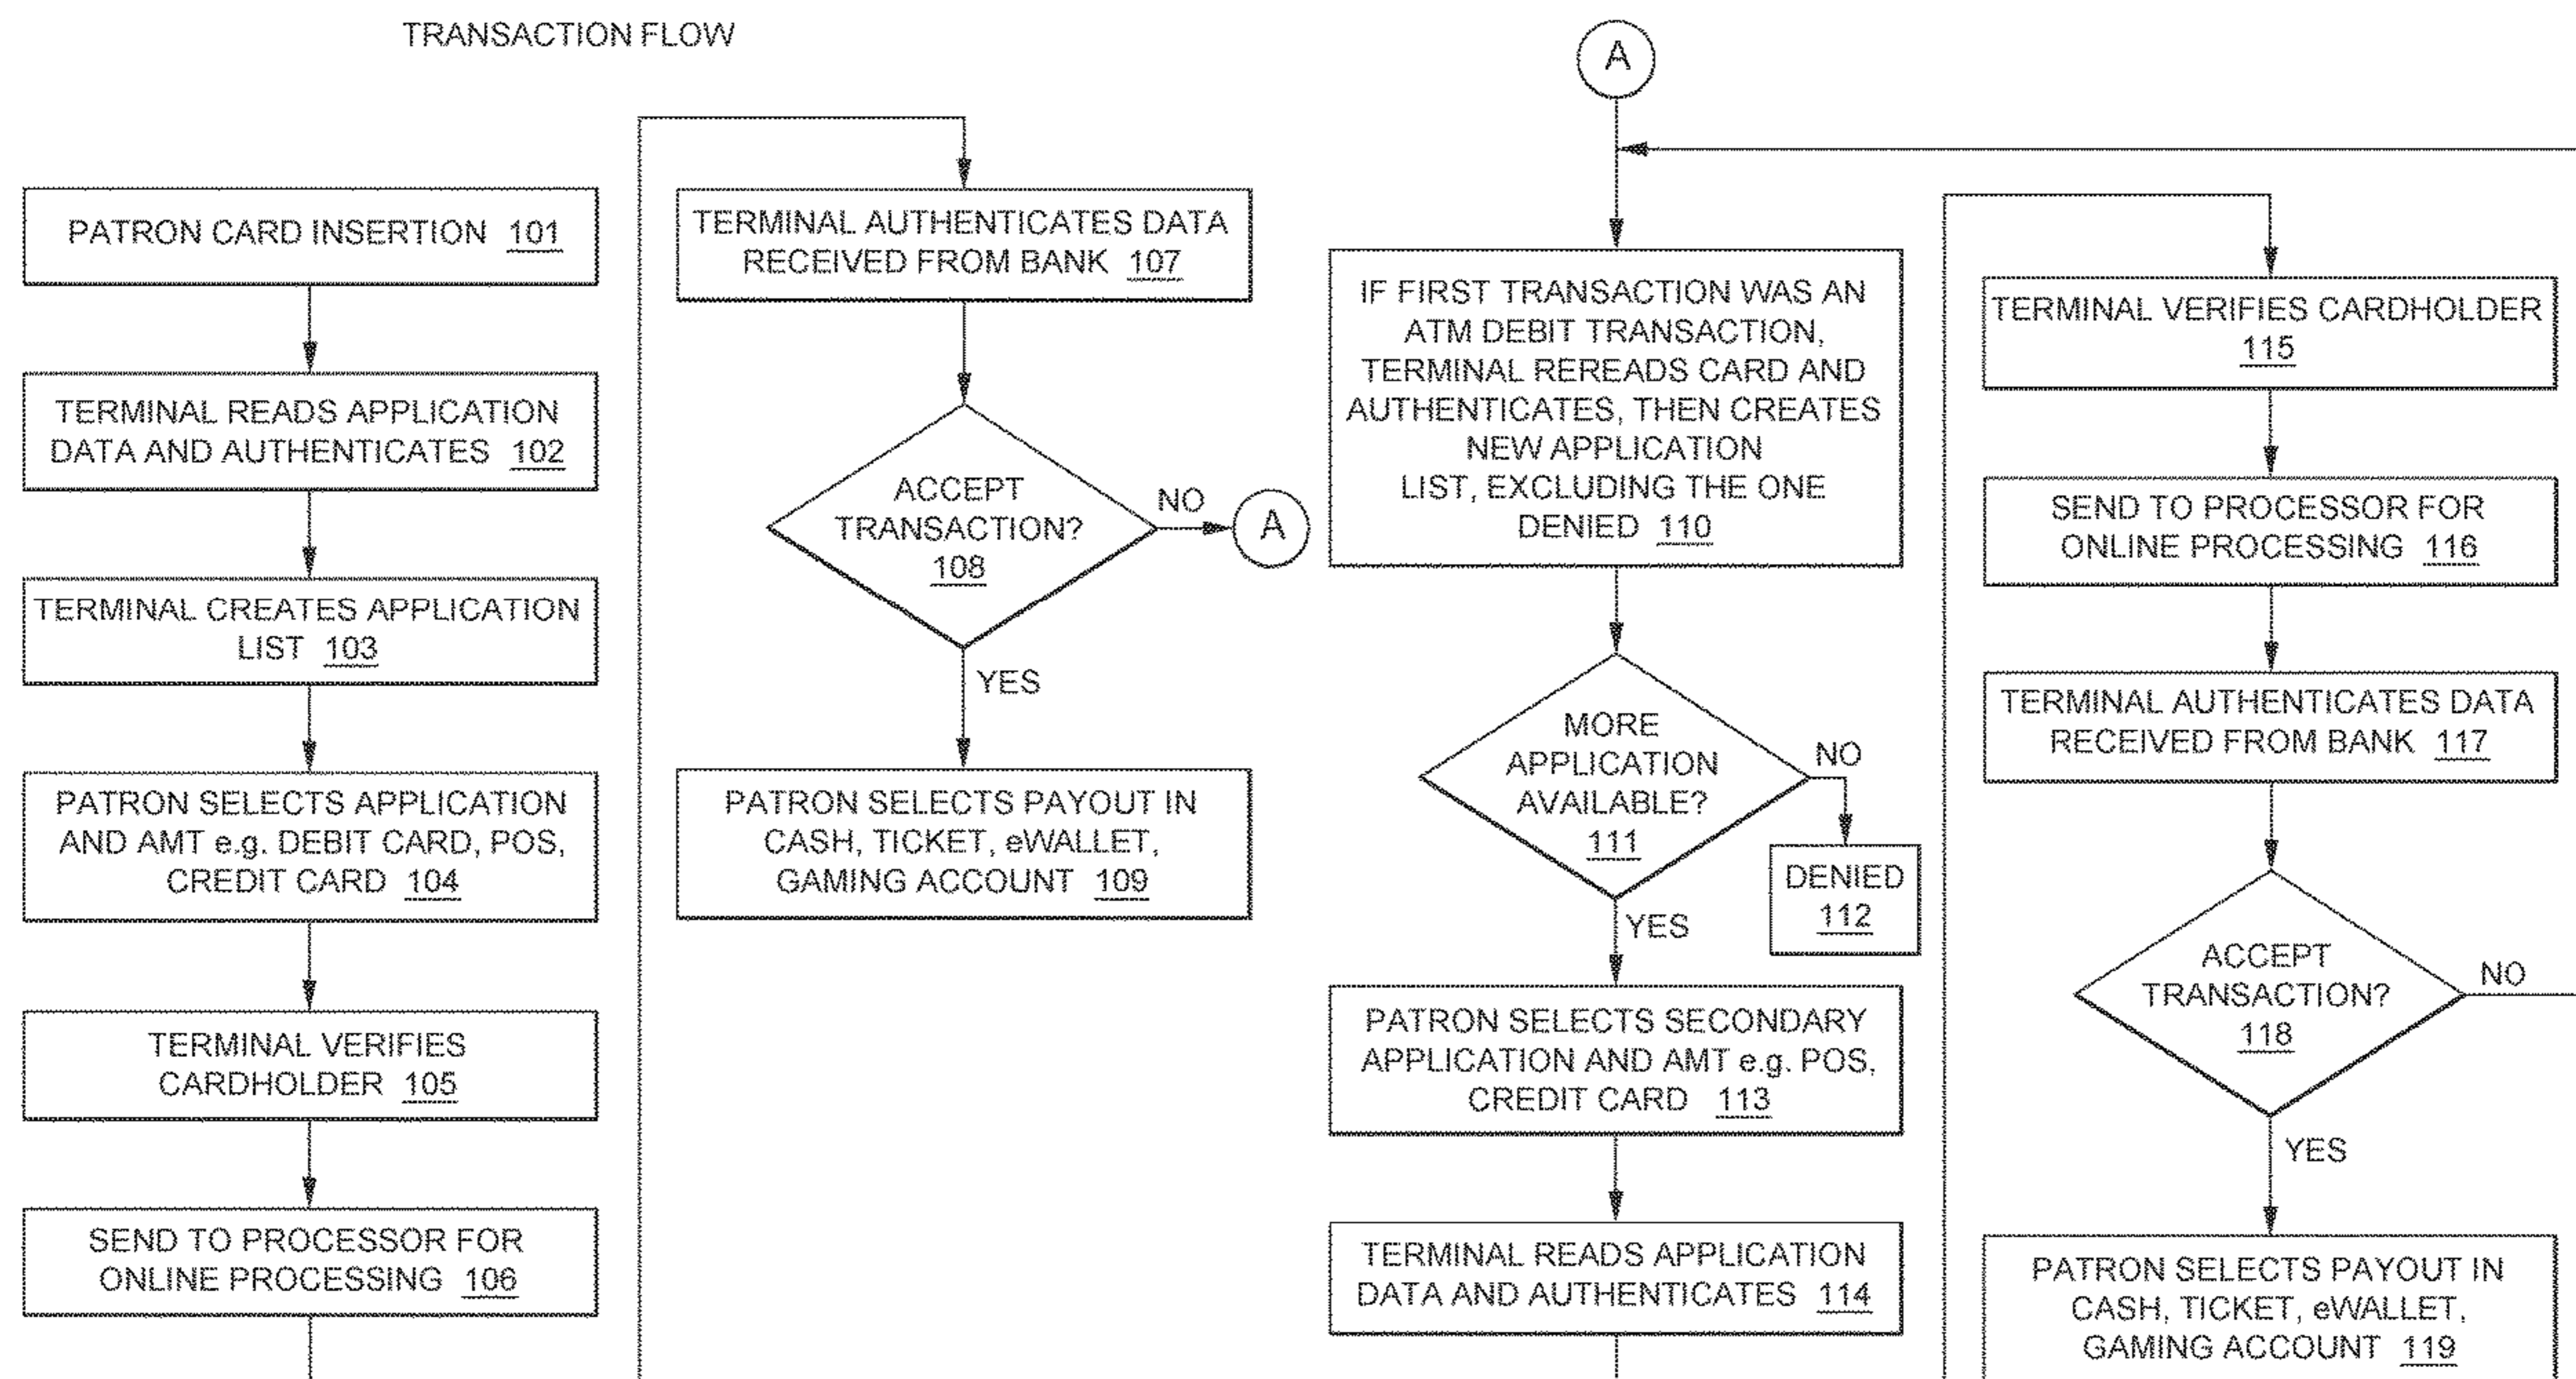 TRANSACTION FLOW
PATRON CARD INSERTION 101
TERMINAL READS APPLICATION
DATA AND AUTHENTICATES 102
TERMINAL CREATES APPLICATION
LIST 103
PATRON SELECTS APPLICATION
AND AMT e.g. DEBIT CARD, POS,
CREDIT CARD 104
TERMINAL VERIFIES
CARDHOLDER 105
SEND TO PROCESSOR FOR
ONLINE PROCESSING 106
TERMINAL AUTHENTICATES DATA
RECEIVED FROM BANK 107
ACCEPT
TRANSACTION?
108
NO
A
YES
PATRON SELECTS PAYOUT IN
CASH, TICKET, eWALLET,
GAMING ACCOUNT 109
A
IF FIRST TRANSACTION WAS AN
ATM DEBIT TRANSACTION,
TERMINAL REREADS CARD AND
AUTHENTICATES, THEN CREATES
NEW APPLICATION
LIST, EXCLUDING THE ONE
DENIED 110
MORE
APPLICATION
AVAILABLE?
111
NO
DENIED
112
YES
PATRON SELECTS SECONDARY
APPLICATION AND AMT e.g. POS,
CREDIT CARD 113
TERMINAL READS APPLICATION
DATA AND AUTHENTICATES 114
TERMINAL VERIFIES CARDHOLDER
115
SEND TO PROCESSOR FOR
ONLINE PROCESSING 116
TERMINAL AUTHENTICATES DATA
RECEIVED FROM BANK 117
ACCEPT
TRANSACTION?
118
NO
YES
PATRON SELECTS PAYOUT IN
CASH, TICKET, eWALLET,
GAMING ACCOUNT 119